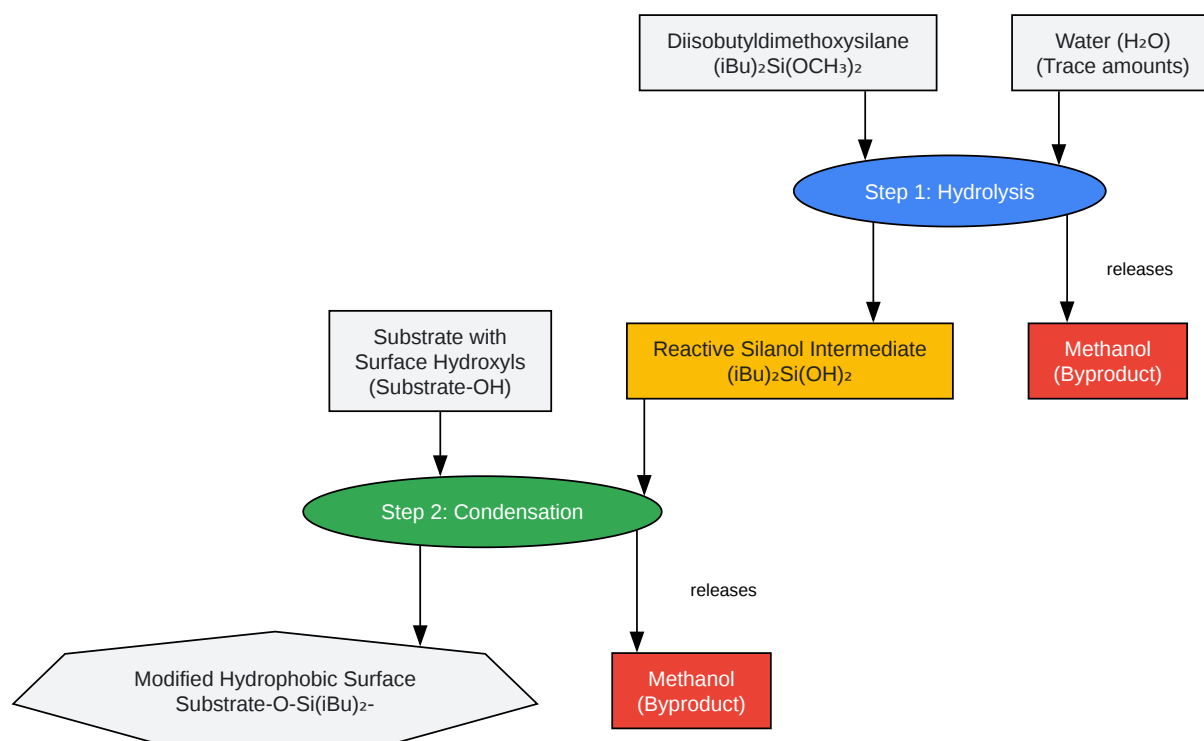 Diisobutyldimethoxysilane
(iBu)₂Si(OCH₃)₂
Water (H₂O)
(Trace amounts)
Step 1: Hydrolysis
releases
Substrate with
Surface Hydroxyls
(Substrate-OH)
Reactive Silanol Intermediate
(iBu)₂Si(OH)₂
Methanol
(Byproduct)
Step 2: Condensation
releases
Modified Hydrophobic Surface
Substrate-O-Si(iBu)₂-
Methanol
(Byproduct)